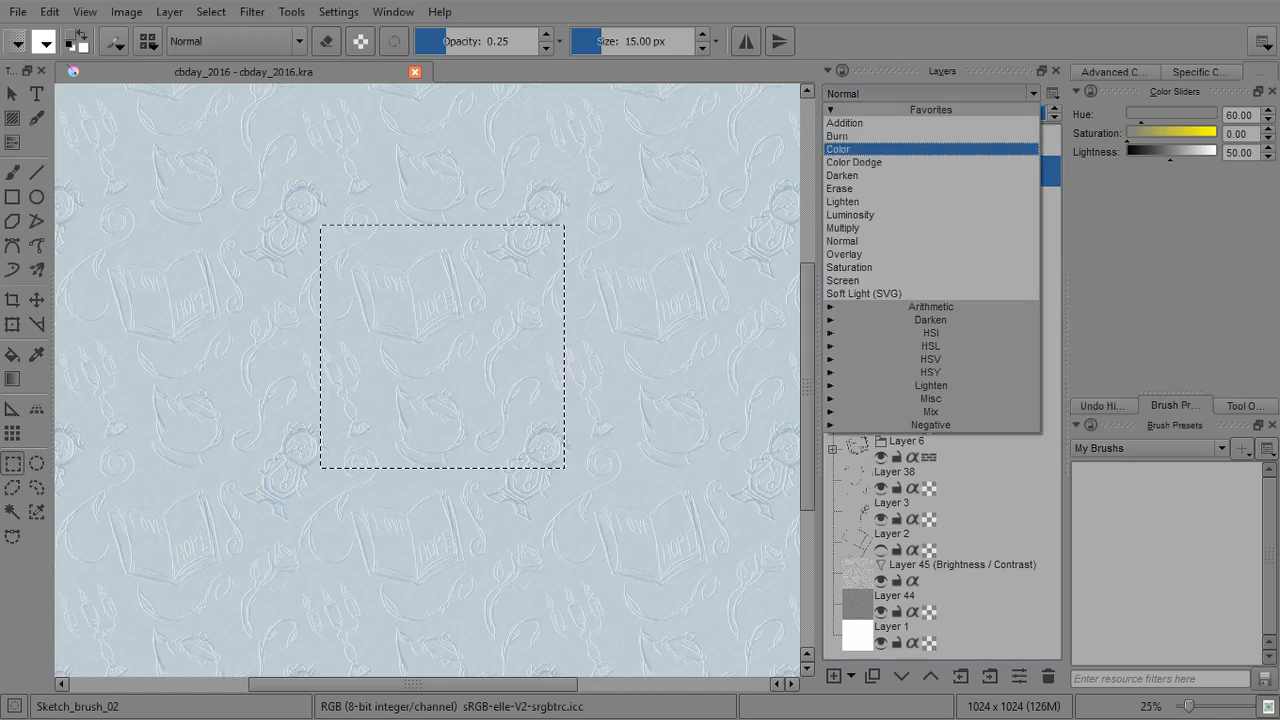 File Edit View Image Layer Select Filter Tools Settings Window Help
Normal Opacity: 0.25 Size: 15.00 px
T...
cbday_2016 - cbday_2016.kra
Layers
Normal
Favorites
Addition
Burn
Color
Color Dodge
Darken
Erase
Lighten
Luminosity
Multiply
Normal
Overlay
Saturation
Screen
Soft Light (SVG)
Arithmetic
Darken
HSI
HSL
HSV
HSY
Lighten
Misc
Mix
Negative
Layer 6
Layer 38
Layer 3
Layer 2
Layer 45 (Brightness / Contrast)
Layer 44
Layer 1
Advanced C... Specific C... ...
Color Sliders
Hue: 60.00
Saturation: 0.00
Lightness: 50.00
Undo Hi... Brush Pr... Tool O...
Brush Presets
My Brushs
Enter resource filters here
Sketch_brush_02
RGB (8-bit integer/channel) sRGB-elle-V2-srgbtrc.icc
1024 x 1024 (126M)
25%